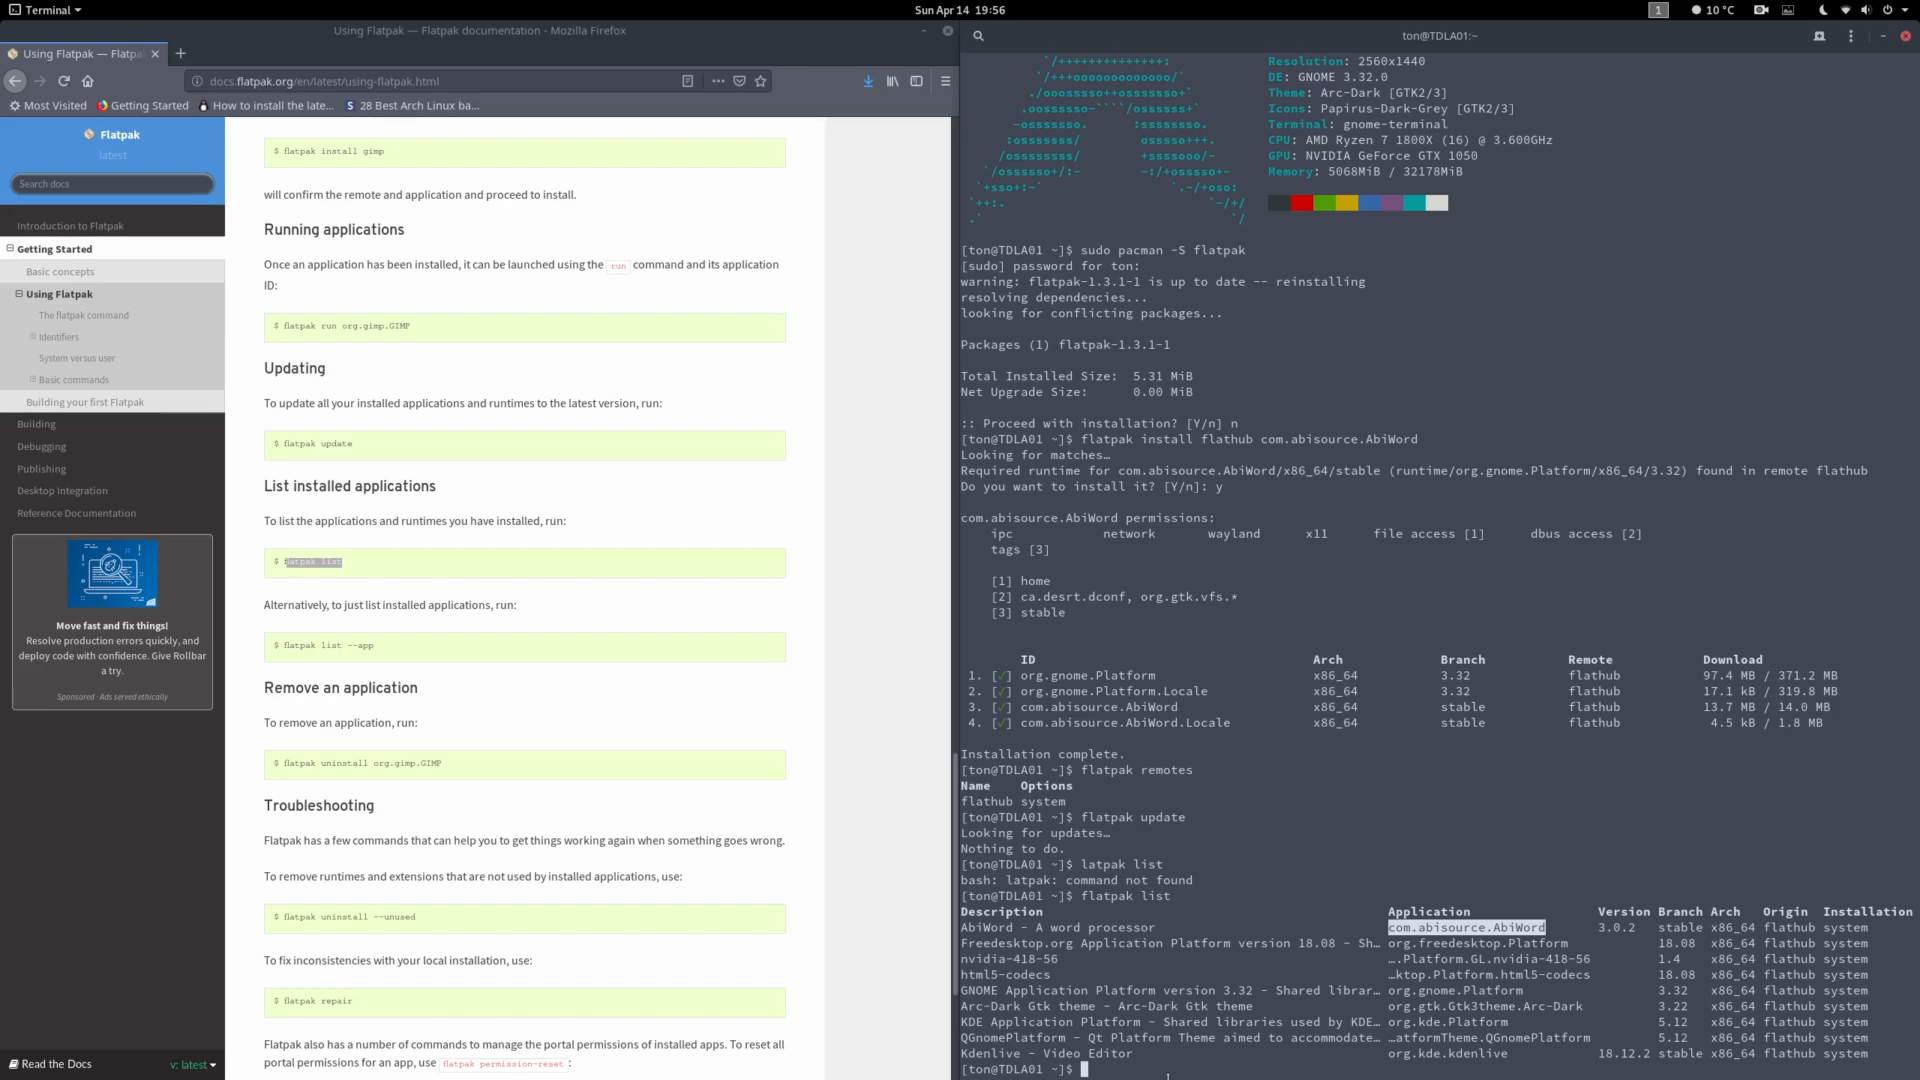 Terminal
Sun Apr 14 19:56
1
10 °C
Using Flatpak — Flatpak documentation - Mozilla Firefox
Using Flatpak — Flatpa
docs.flatpak.org/en/latest/using-flatpak.html
Most Visited
Getting Started
How to install the late...
28 Best Arch Linux ba...
Flatpak
latest
Search docs
Introduction to Flatpak
Getting Started
Basic concepts
Using Flatpak
The flatpak command
Identifiers
System versus user
Basic commands
Building your first Flatpak
Building
Debugging
Publishing
Desktop Integration
Reference Documentation
Move fast and fix things!
Resolve production errors quickly, and
deploy code with confidence. Give Rollbar
a try.
Sponsored · Ads served ethically
Read the Docs
v: latest
$ flatpak install gimp
will confirm the remote and application and proceed to install.
Running applications
Once an application has been installed, it can be launched using the run command and its application
ID:
$ flatpak run org.gimp.GIMP
Updating
To update all your installed applications and runtimes to the latest version, run:
$ flatpak update
List installed applications
To list the applications and runtimes you have installed, run:
$ flatpak list
Alternatively, to just list installed applications, run:
$ flatpak list --app
Remove an application
To remove an application, run:
$ flatpak uninstall org.gimp.GIMP
Troubleshooting
Flatpak has a few commands that can help you to get things working again when something goes wrong.
To remove runtimes and extensions that are not used by installed applications, use:
$ flatpak uninstall --unused
To fix inconsistencies with your local installation, use:
$ flatpak repair
Flatpak also has a number of commands to manage the portal permissions of installed apps. To reset all
portal permissions for an app, use flatpak permission-reset :
ton@TDLA01:~
`/++++++++++++++: Resolution: 2560x1440
`/+++ooooooooooooo/` DE: GNOME 3.32.0
./ooosssso++osssssso+` Theme: Arc-Dark [GTK2/3]
.oossssso-````/ossssss+` Icons: Papirus-Dark-Grey [GTK2/3]
-osssssso. :ssssssso. Terminal: gnome-terminal
:osssssss/ osssso+++. CPU: AMD Ryzen 7 1800X (16) @ 3.600GHz
/ossssssss/ +ssssooo/- GPU: NVIDIA GeForce GTX 1050
`/ossssso+/:- -:/+osssso+- Memory: 5068MiB / 32178MiB
`+sso+:-` `.-/+oso:
`++:. `-/+/
.` `/
[ton@TDLA01 ~]$ sudo pacman -S flatpak
[sudo] password for ton:
warning: flatpak-1.3.1-1 is up to date -- reinstalling
resolving dependencies...
looking for conflicting packages...
Packages (1) flatpak-1.3.1-1
Total Installed Size: 5.31 MiB
Net Upgrade Size: 0.00 MiB
:: Proceed with installation? [Y/n] n
[ton@TDLA01 ~]$ flatpak install flathub com.abisource.AbiWord
Looking for matches…
Required runtime for com.abisource.AbiWord/x86_64/stable (runtime/org.gnome.Platform/x86_64/3.32) found in remote flathub
Do you want to install it? [Y/n]: y
com.abisource.AbiWord permissions:
ipc network wayland x11 file access [1] dbus access [2]
tags [3]
[1] home
[2] ca.desrt.dconf, org.gtk.vfs.*
[3] stable
ID Arch Branch Remote Download
1. [✓] org.gnome.Platform x86_64 3.32 flathub 97.4 MB / 371.2 MB
2. [✓] org.gnome.Platform.Locale x86_64 3.32 flathub 17.1 kB / 319.8 MB
3. [✓] com.abisource.AbiWord x86_64 stable flathub 13.7 MB / 14.0 MB
4. [✓] com.abisource.AbiWord.Locale x86_64 stable flathub 4.5 kB / 1.8 MB
Installation complete.
[ton@TDLA01 ~]$ flatpak remotes
Name Options
flathub system
[ton@TDLA01 ~]$ flatpak update
Looking for updates…
Nothing to do.
[ton@TDLA01 ~]$ latpak list
bash: latpak: command not found
[ton@TDLA01 ~]$ flatpak list
Description Application Version Branch Arch Origin Installation
AbiWord - A word processor com.abisource.AbiWord 3.0.2 stable x86_64 flathub system
Freedesktop.org Application Platform version 18.08 - Sh… org.freedesktop.Platform 18.08 x86_64 flathub system
nvidia-418-56 ….Platform.GL.nvidia-418-56 1.4 x86_64 flathub system
html5-codecs …ktop.Platform.html5-codecs 18.08 x86_64 flathub system
GNOME Application Platform version 3.32 - Shared librar… org.gnome.Platform 3.32 x86_64 flathub system
Arc-Dark Gtk theme - Arc-Dark Gtk theme org.gtk.Gtk3theme.Arc-Dark 3.22 x86_64 flathub system
KDE Application Platform - Shared libraries used by KDE… org.kde.Platform 5.12 x86_64 flathub system
QGnomePlatform - Qt Platform Theme aimed to accommodate… …atformTheme.QGnomePlatform 5.12 x86_64 flathub system
Kdenlive - Video Editor org.kde.kdenlive 18.12.2 stable x86_64 flathub system
[ton@TDLA01 ~]$